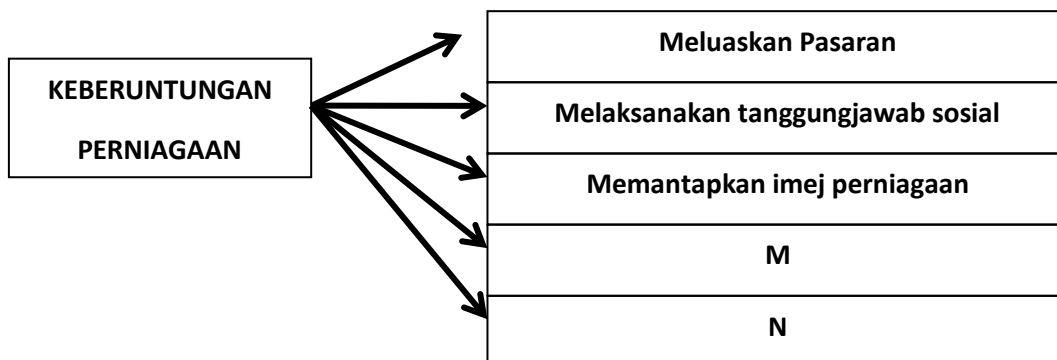 KEBERUNTUNGAN
PERNIAGAAN
Meluaskan Pasaran
Melaksanakan tanggungjawab sosial
Memantapkan imej perniagaan
M
N